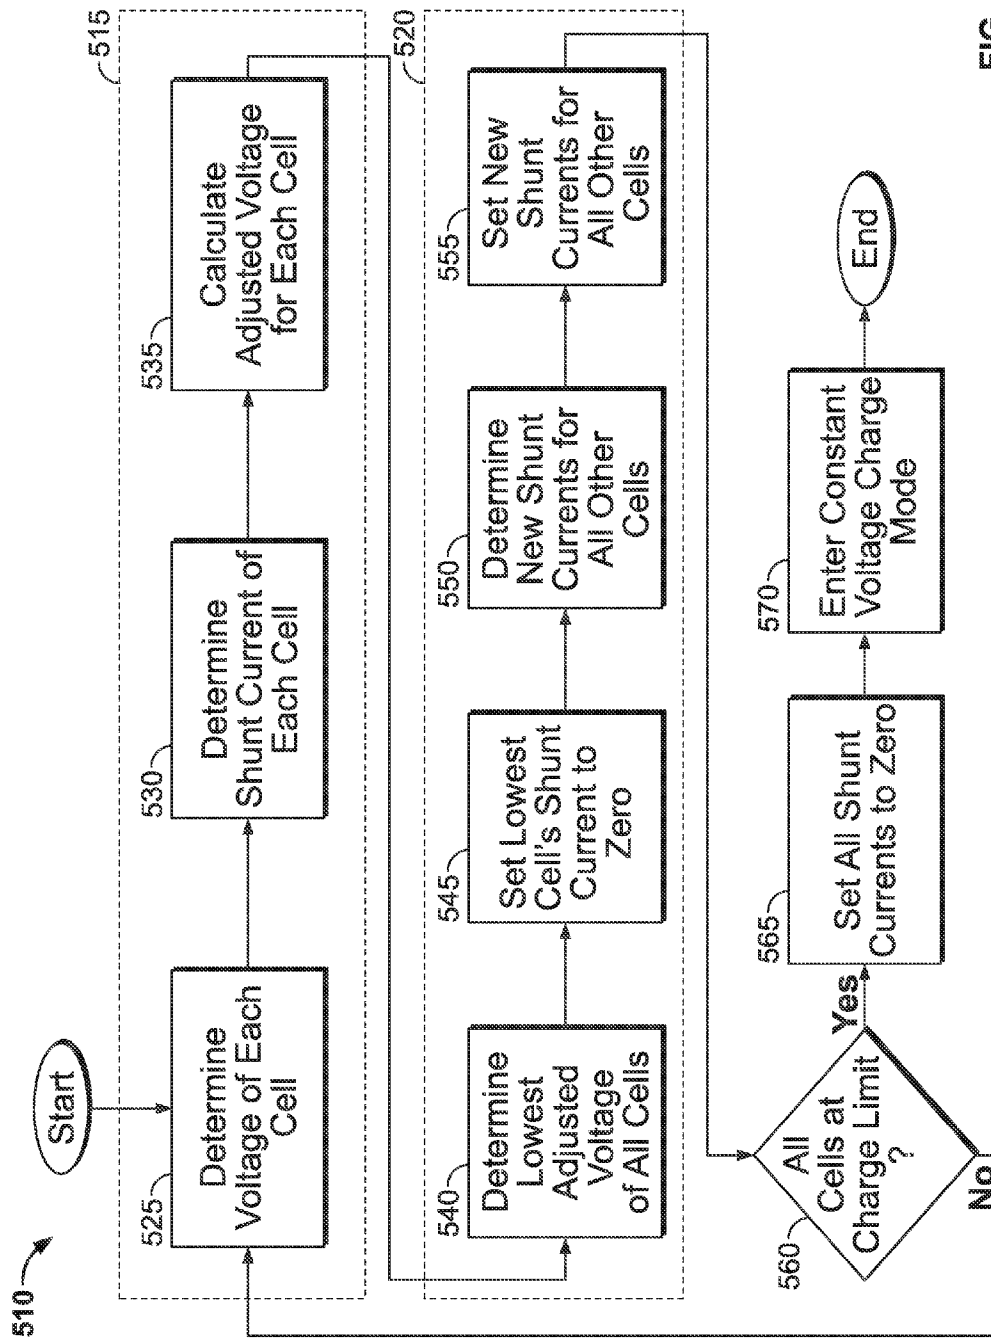 510
Start
515
525
Determine
Voltage of Each
Cell
530
Determine
Shunt Current of
Each Cell
535
Calculate
Adjusted Voltage
for Each Cell
520
540
Determine
Lowest
Adjusted
Voltage
of All Cells
545
Set Lowest
Cell's Shunt
Current to
Zero
550
Determine
New Shunt
Currents for
All Other
Cells
555
Set New
Shunt
Currents for
All Other
Cells
560
All
Cells at
Charge Limit
?
Yes
No
565
Set All Shunt
Currents to Zero
570
Enter Constant
Voltage Charge
Mode
End
FIG